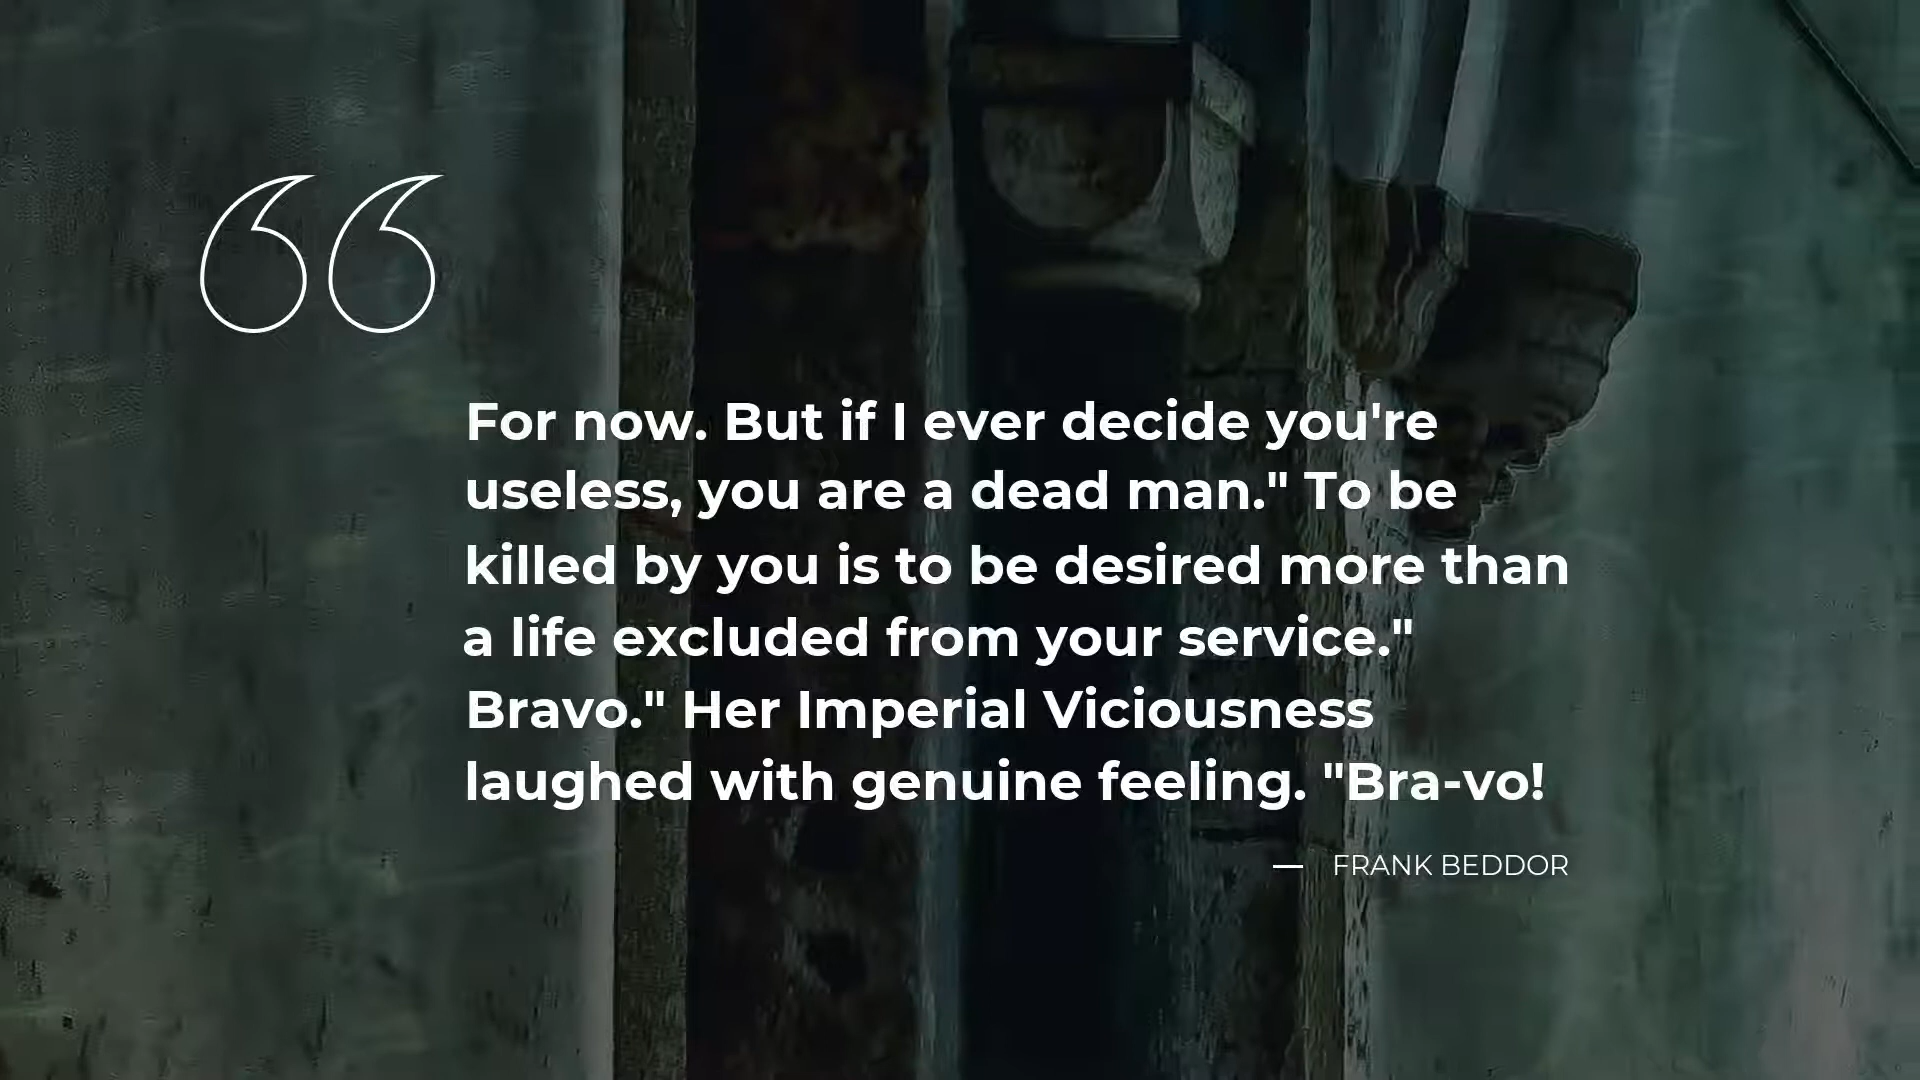 For now. But if I ever decide you're
useless, you are a dead man." To be
killed by you is to be desired more than
a life excluded from your service."
Bravo." Her Imperial Viciousness
laughed with genuine feeling. "Bra-vo!
— FRANK BEDDOR